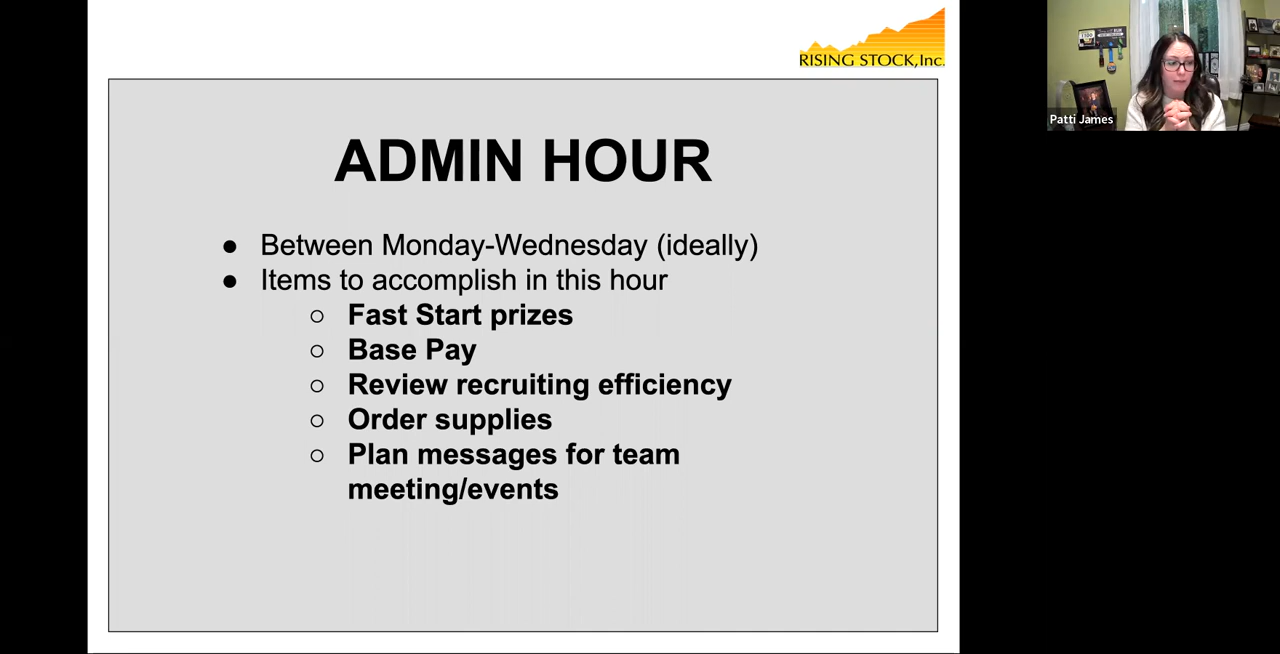 RISING STOCK, Inc.
ADMIN HOUR
● Between Monday-Wednesday (ideally)
● Items to accomplish in this hour
○ Fast Start prizes
○ Base Pay
○ Review recruiting efficiency
○ Order supplies
○ Plan messages for team
meeting/events
Patti James